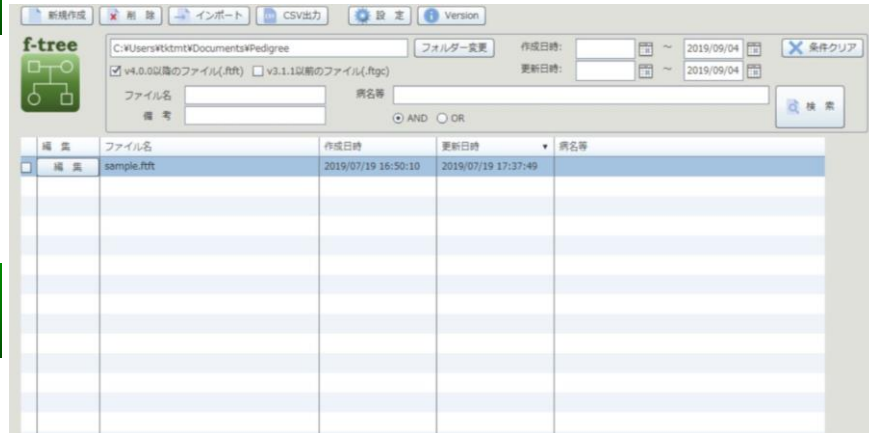 新規作成 削 除 インポート CSV出力 設 定 Version
f-tree
C:¥Users¥tktmt¥Documents¥Pedigree フォルダー変更 作成日時: ~ 2019/09/04 条件クリア
v4.0.0以降のファイル(.ftft) v3.1.1以前のファイル(.ftgc) 更新日時: ~ 2019/09/04
ファイル名 病名等
備 考 AND OR 検 索
編 集 ファイル名 作成日時 更新日時 ▼ 病名等
編 集 sample.ftft 2019/07/19 16:50:10 2019/07/19 17:37:49